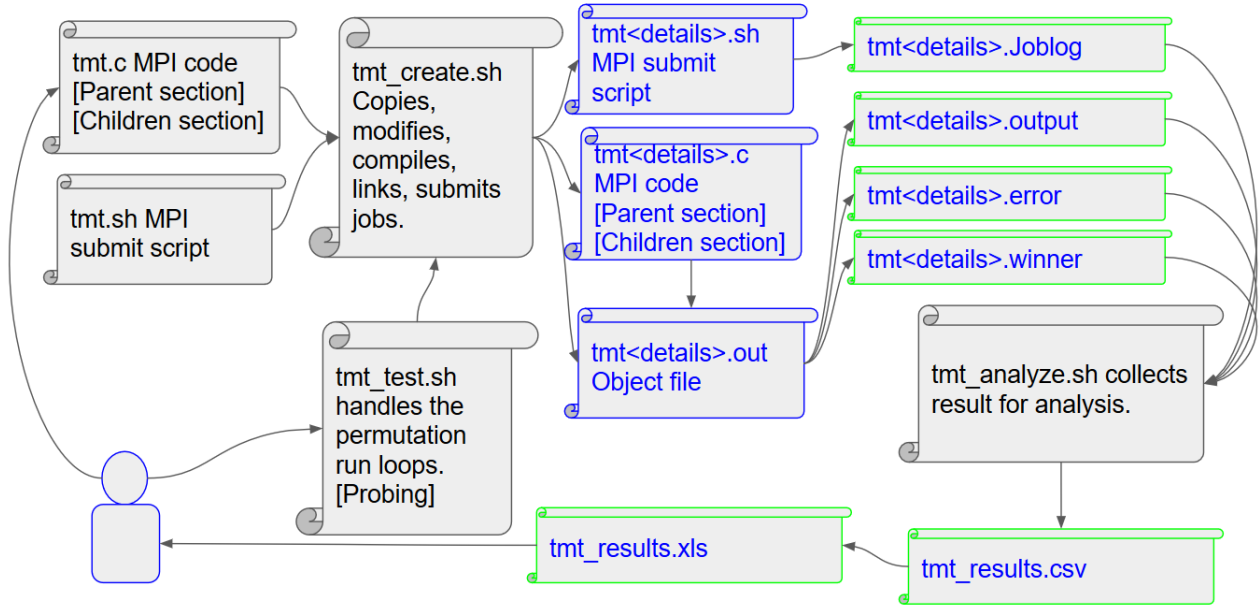 tmt.c MPI code
[Parent section]
[Children section]
tmt.sh MPI
submit script
tmt_create.sh
Copies,
modifies,
compiles,
links, submits
jobs.
tmt_test.sh
handles the
permutation
run loops.
[Probing]
tmt<details>.sh
MPI submit
script
tmt<details>.c
MPI code
[Parent section]
[Children section]
tmt<details>.out
Object file
tmt<details>.Joblog
tmt<details>.output
tmt<details>.error
tmt<details>.winner
tmt_analyze.sh collects
result for analysis.
tmt_results.csv
tmt_results.xls